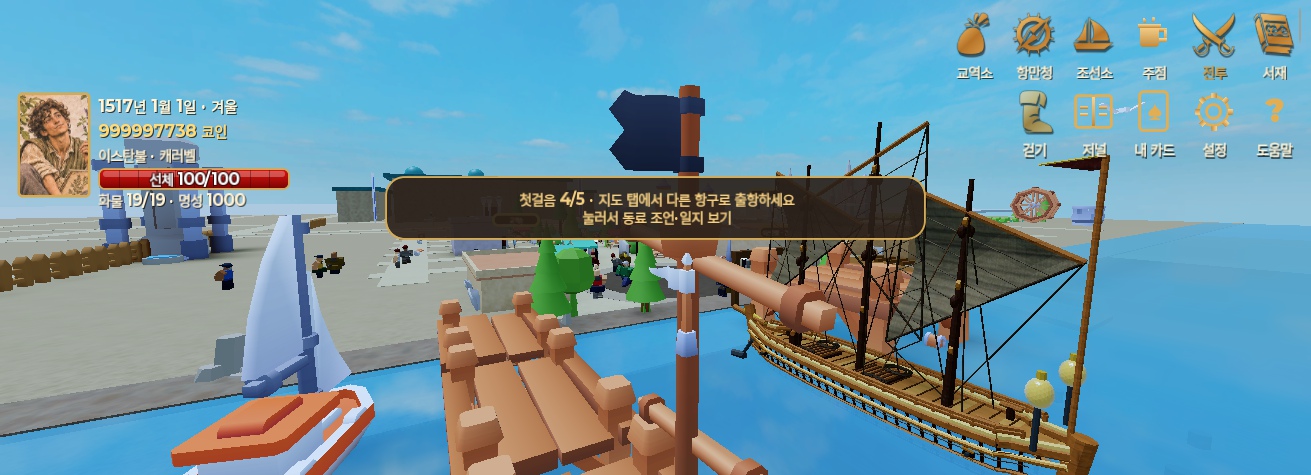 1517년 1월 1일 · 겨울
999997738 코인
이스탄불 · 캐러벨
선체 100/100
화물 19/19 · 명성 1000
첫걸음 4/5 · 지도 탭에서 다른 항구로 출항하세요
눌러서 동료 조언·일지 보기
교역소 항만청 조선소 주점 전투 서재
걷기 저널 내 카드 설정 도움말